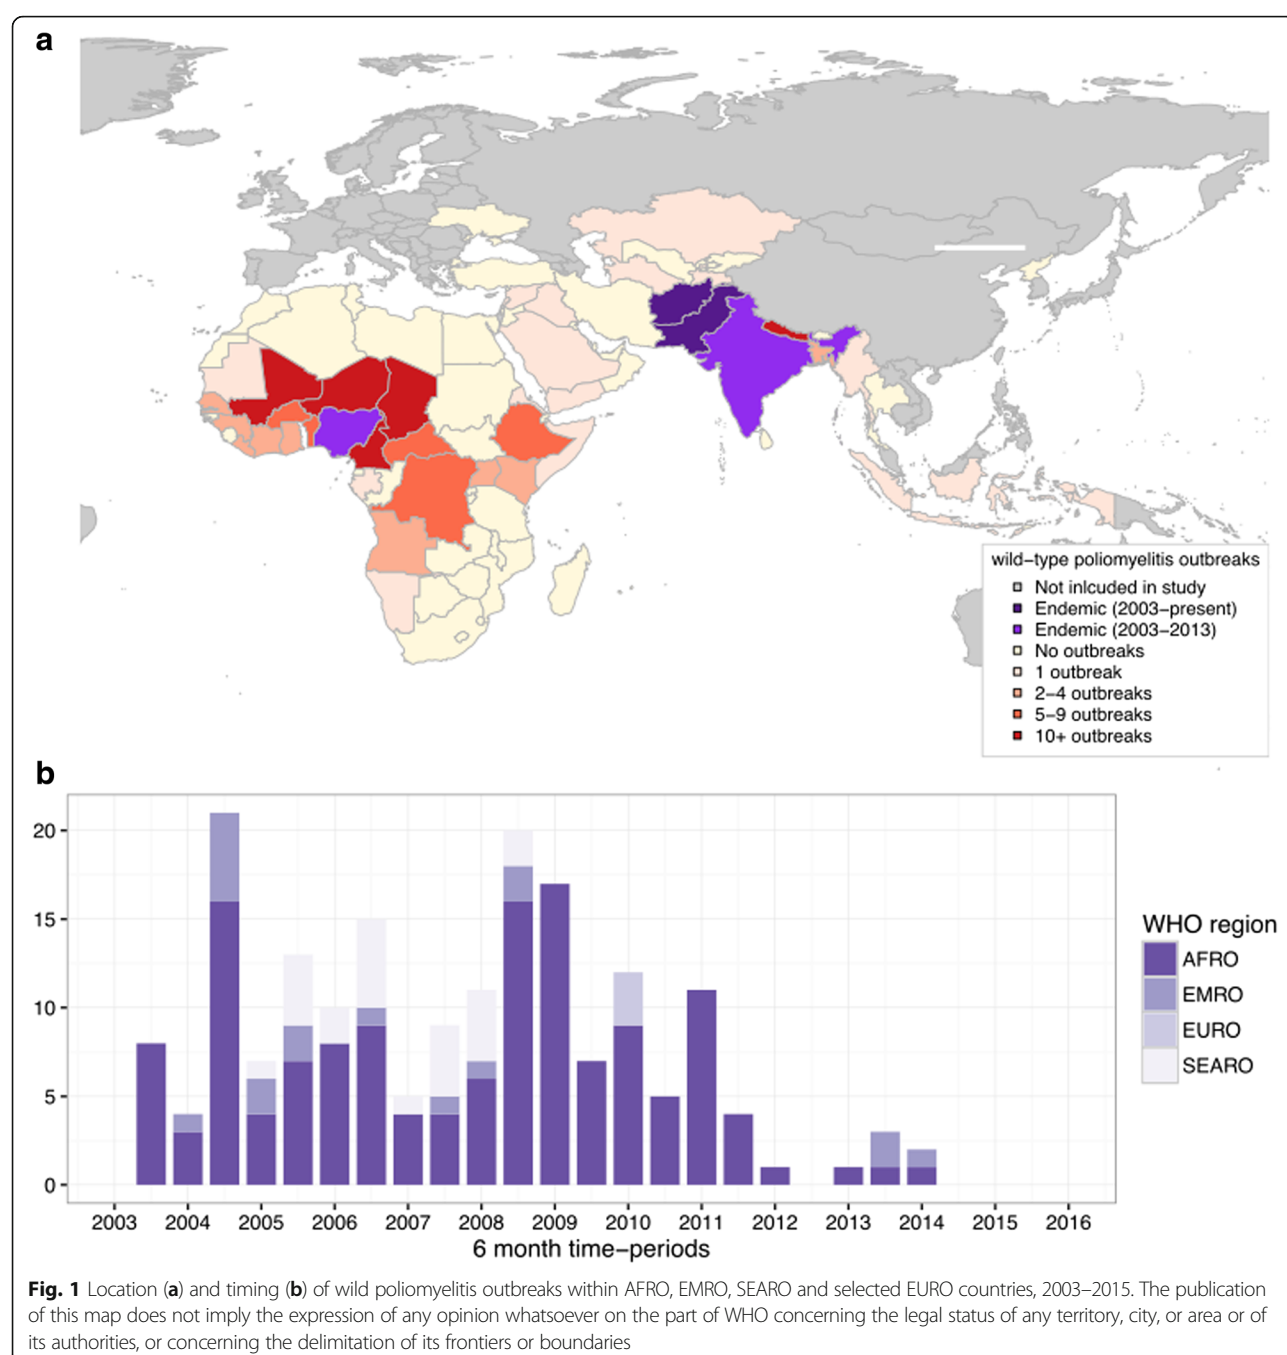 a
wild−type poliomyelitis outbreaks
Not inlcuded in study
Endemic (2003−present)
Endemic (2003−2013)
No outbreaks
1 outbreak
2−4 outbreaks
5−9 outbreaks
10+ outbreaks
b
20
15
10
5
0
2003 2004 2005 2006 2007 2008 2009 2010 2011 2012 2013 2014 2015 2016
6 month time−periods
WHO region
AFRO
EMRO
EURO
SEARO
Fig. 1 Location (a) and timing (b) of wild poliomyelitis outbreaks within AFRO, EMRO, SEARO and selected EURO countries, 2003–2015. The publication
of this map does not imply the expression of any opinion whatsoever on the part of WHO concerning the legal status of any territory, city, or area or of
its authorities, or concerning the delimitation of its frontiers or boundaries